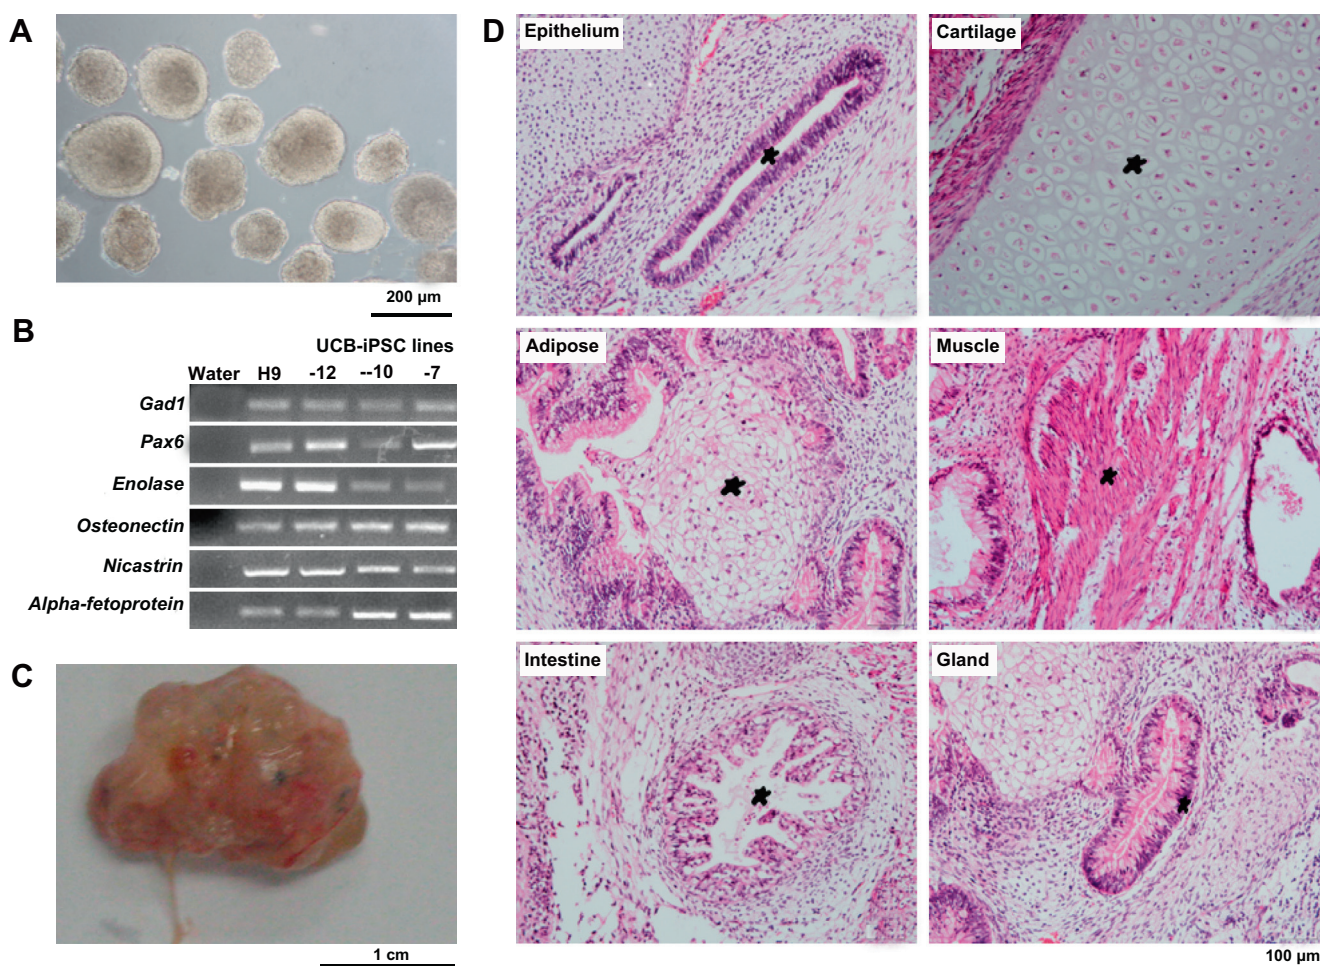 A
200 µm
B
UCB-iPSC lines
Water H9 -12 --10 -7
Gad1
Pax6
Enolase
Osteonectin
Nicastrin
Alpha-fetoprotein
C
1 cm
D
Epithelium
Cartilage
Adipose
Muscle
Intestine
Gland
100 µm